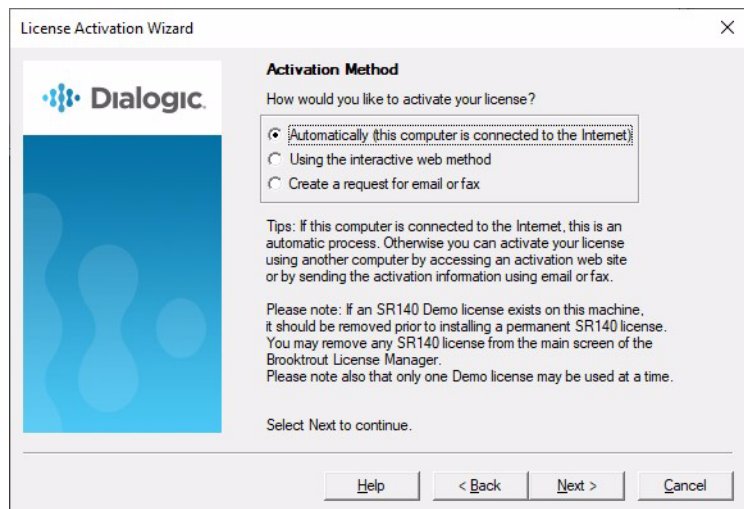 License Activation Wizard
Dialogic.
Activation Method
How would you like to activate your license?
Automatically (this computer is connected to the Internet)
Using the interactive web method
Create a request for email or fax
Tips: If this computer is connected to the Internet, this is an
automatic process. Otherwise you can activate your license
using another computer by accessing an activation web site
or by sending the activation information using email or fax.
Please note: If an SR140 Demo license exists on this machine,
it should be removed prior to installing a permanent SR140 license.
You may remove any SR140 license from the main screen of the
Brooktrout License Manager.
Please note also that only one Demo license may be used at a time.
Select Next to continue.
Help < Back Next > Cancel